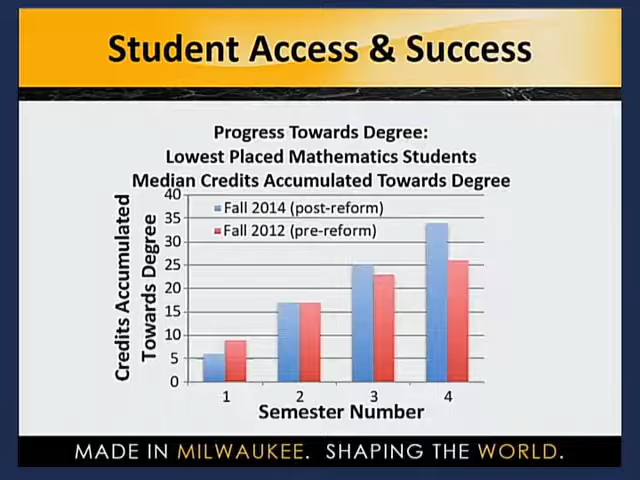 Student Access & Success
Progress Towards Degree:
Lowest Placed Mathematics Students
Median Credits Accumulated Towards Degree
Credits Accumulated
Towards Degree
40
35
30
25
20
15
10
5
0
Fall 2014 (post-reform)
Fall 2012 (pre-reform)
1 2 3 4
Semester Number
MADE IN MILWAUKEE. SHAPING THE WORLD.